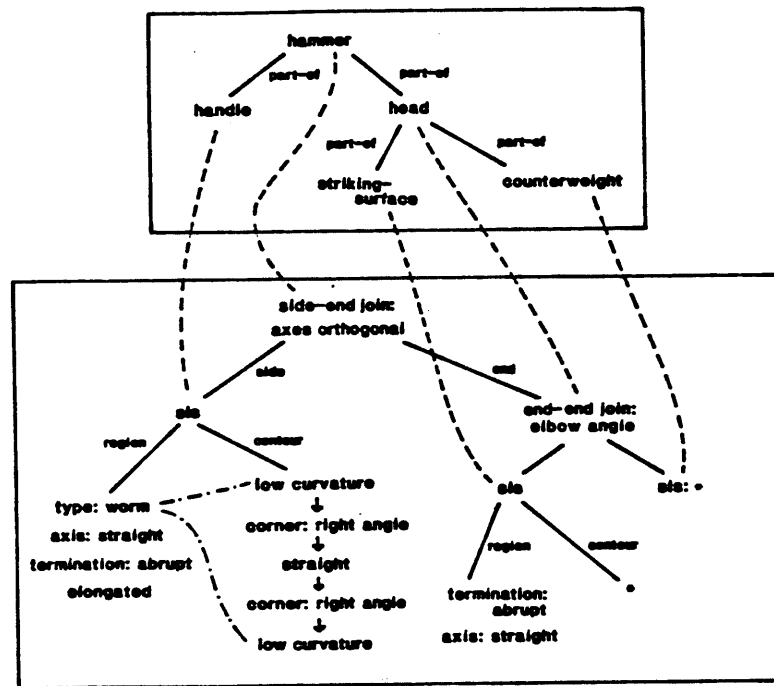 hammer
part-of
part-of
handle
head
part-of
part-of
striking-
surface
counterweight
side-end join:
axes orthogonal
side
end
sls
end-end join:
elbow angle
region
contour
type: worm
axis: straight
termination: abrupt
elongated
low curvature
corner: right angle
straight
corner: right angle
low curvature
sls
sls:
region
contour
termination:
abrupt
axis: straight